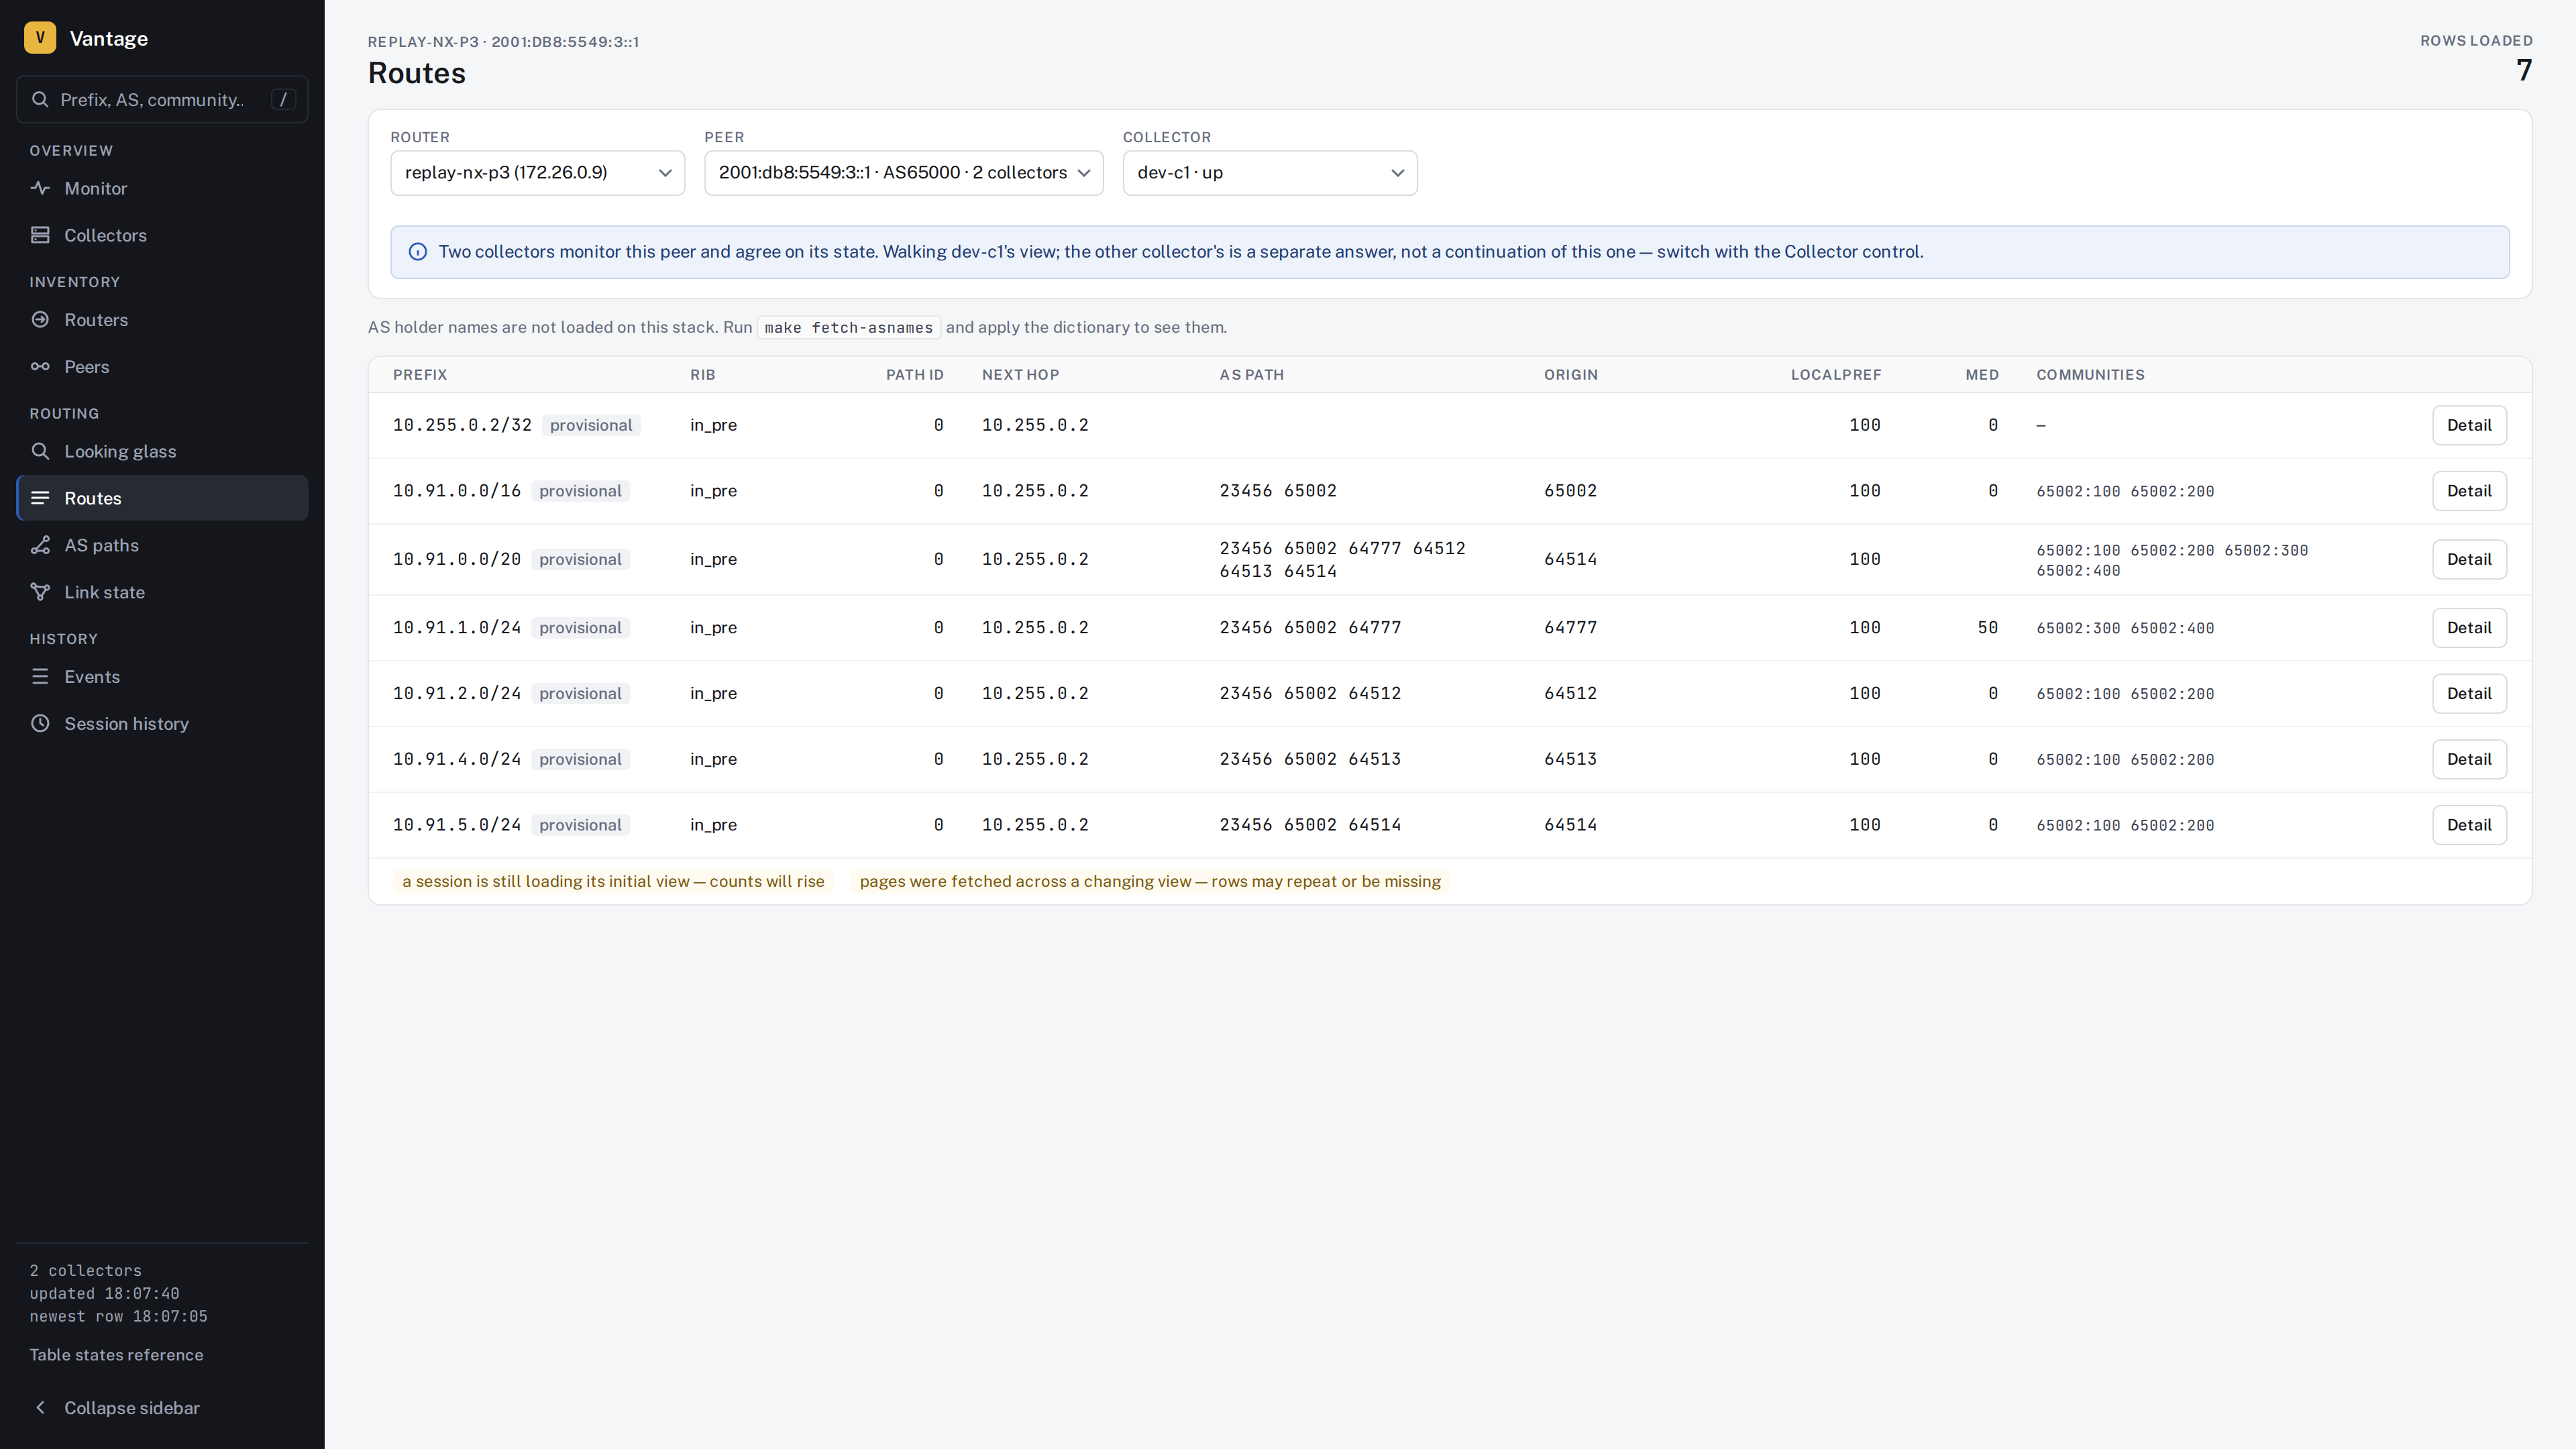 V Vantage
Prefix, AS, community.. /
OVERVIEW
Monitor
Collectors
INVENTORY
Routers
Peers
ROUTING
Looking glass
Routes
AS paths
Link state
HISTORY
Events
Session history
2 collectors
updated 18:07:40
newest row 18:07:05
Table states reference
Collapse sidebar
REPLAY-NX-P3 · 2001:DB8:5549:3::1
Routes
ROWS LOADED
7
ROUTER PEER COLLECTOR
replay-nx-p3 (172.26.0.9) 2001:db8:5549:3::1 · AS65000 · 2 collectors dev-c1 · up
Two collectors monitor this peer and agree on its state. Walking dev-c1's view; the other collector's is a separate answer, not a continuation of this one — switch with the Collector control.
AS holder names are not loaded on this stack. Run make fetch-asnames and apply the dictionary to see them.
PREFIX RIB PATH ID NEXT HOP AS PATH ORIGIN LOCALPREF MED COMMUNITIES
10.255.0.2/32 provisional in_pre 0 10.255.0.2 100 0 — Detail
10.91.0.0/16 provisional in_pre 0 10.255.0.2 23456 65002 65002 100 0 65002:100 65002:200 Detail
10.91.0.0/20 provisional in_pre 0 10.255.0.2 23456 65002 64777 64512 64514 100 65002:100 65002:200 65002:300 Detail
64513 64514 65002:400
10.91.1.0/24 provisional in_pre 0 10.255.0.2 23456 65002 64777 64777 100 50 65002:300 65002:400 Detail
10.91.2.0/24 provisional in_pre 0 10.255.0.2 23456 65002 64512 64512 100 0 65002:100 65002:200 Detail
10.91.4.0/24 provisional in_pre 0 10.255.0.2 23456 65002 64513 64513 100 0 65002:100 65002:200 Detail
10.91.5.0/24 provisional in_pre 0 10.255.0.2 23456 65002 64514 64514 100 0 65002:100 65002:200 Detail
a session is still loading its initial view — counts will rise pages were fetched across a changing view — rows may repeat or be missing